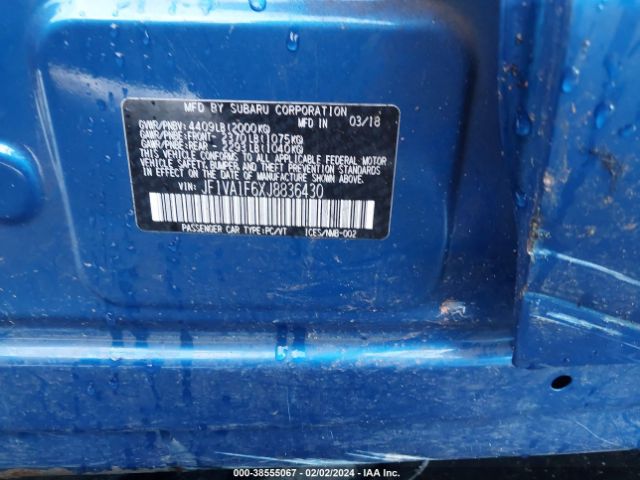 MFD BY SUBARU CORPORATION
GVWR/PNBV: 4409LB(2000KG) MFD IN 03/18
GAWR/PNBE:FRONT 2370LB(1075KG)
GAWR/PNBE:REAR 2293LB(1040KG)
THIS VEHICLE CONFORMS TO ALL APPLICABLE FEDERAL MOTOR
VEHICLE SAFETY, BUMPER, AND THEFT PREVENTION STANDARDS
IN EFFECT ON THE DATE OF MANUFACTURE SHOWN ABOVE.
VIN: JF1VA1F6XJ8836430
PASSENGER CAR TYPE:PC/VT ICES/NMB-002
000-38555067 - 02/02/2024 - IAA Inc.